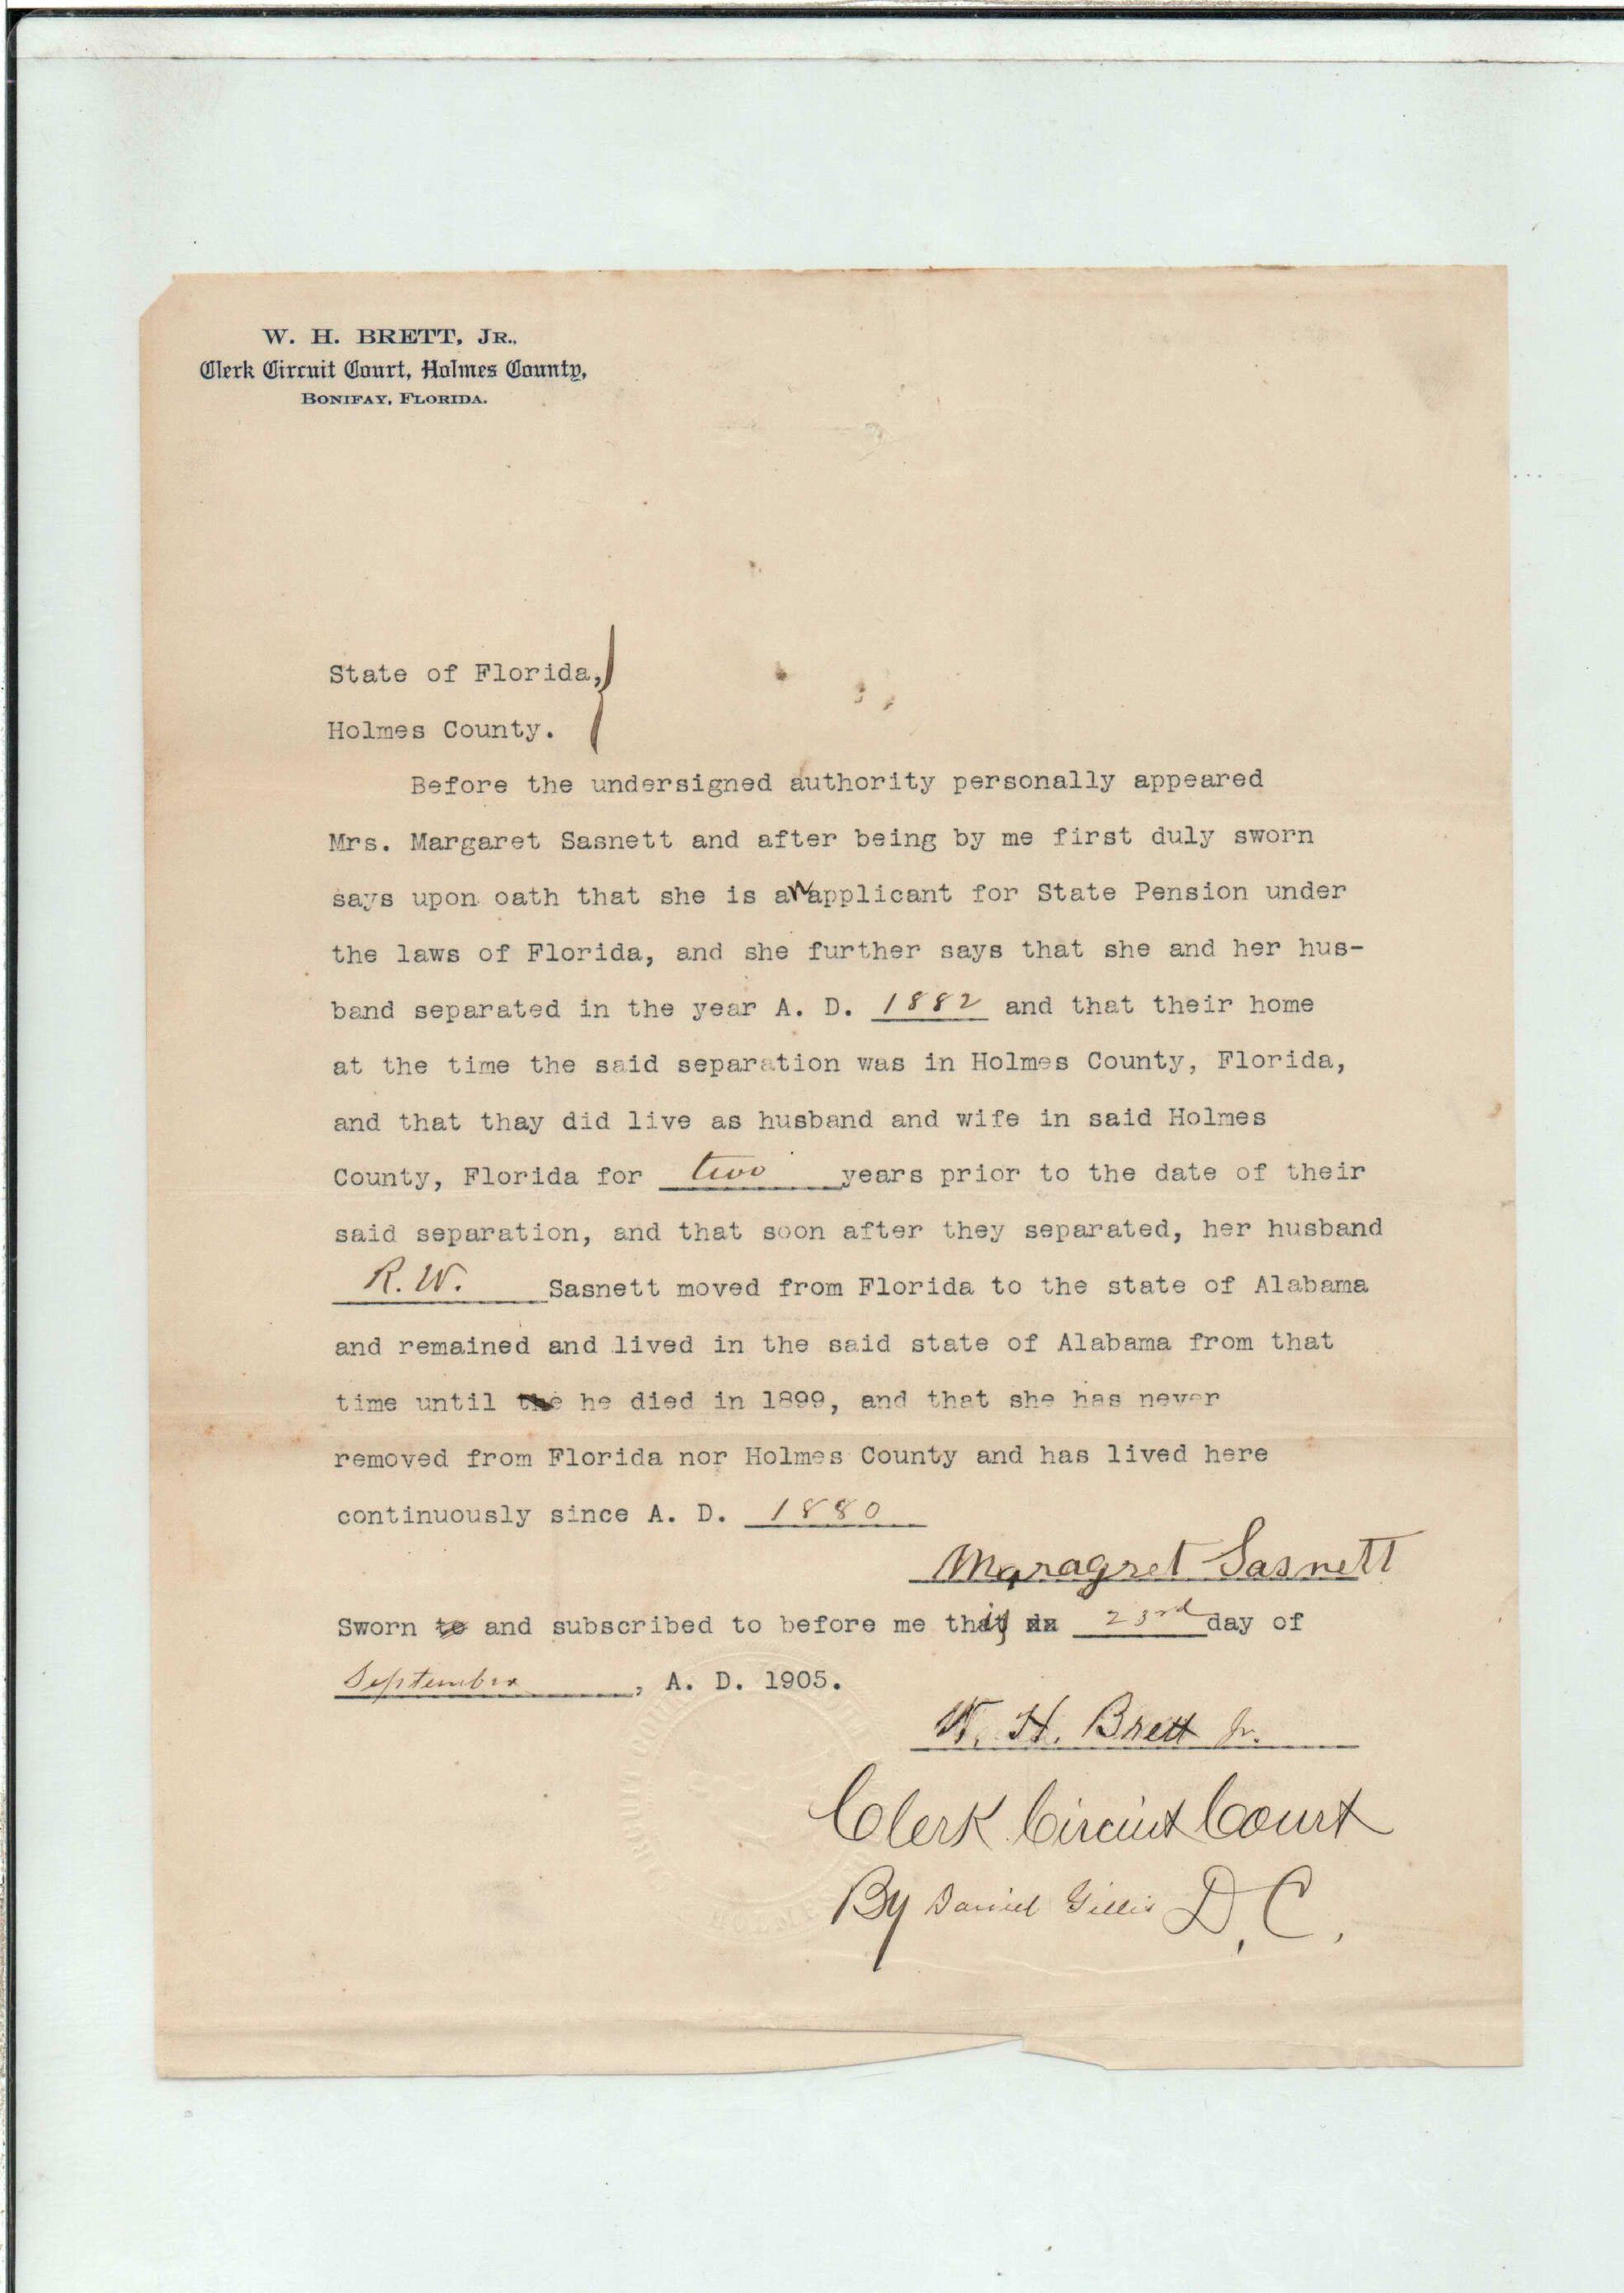 W. H. BRETT, JR.,
Clerk Circuit Court, Holmes County,
BONIFAY, FLORIDA.
State of Florida,
Holmes County.
Before the undersigned authority personally appeared
Mrs. Margaret Sasnett and after being by me first duly sworn
says upon oath that she is an applicant for State Pension under
the laws of Florida, and she further says that she and her hus-
band separated in the year A. D. 1882 and that their home
at the time the said separation was in Holmes County, Florida,
and that thay did live as husband and wife in said Holmes
County, Florida for two years prior to the date of their
said separation, and that soon after they separated, her husband
R. W. Sasnett moved from Florida to the state of Alabama
and remained and lived in the said state of Alabama from that
time until the he died in 1899, and that she has never
removed from Florida nor Holmes County and has lived here
continuously since A. D. 1880
Maragret Sasnett
Sworn to and subscribed to before me this 23rd day of
September, A. D. 1905.
W. H. Brett Jr.
Clerk Circuit Court
By Daniel Gillis D. C.